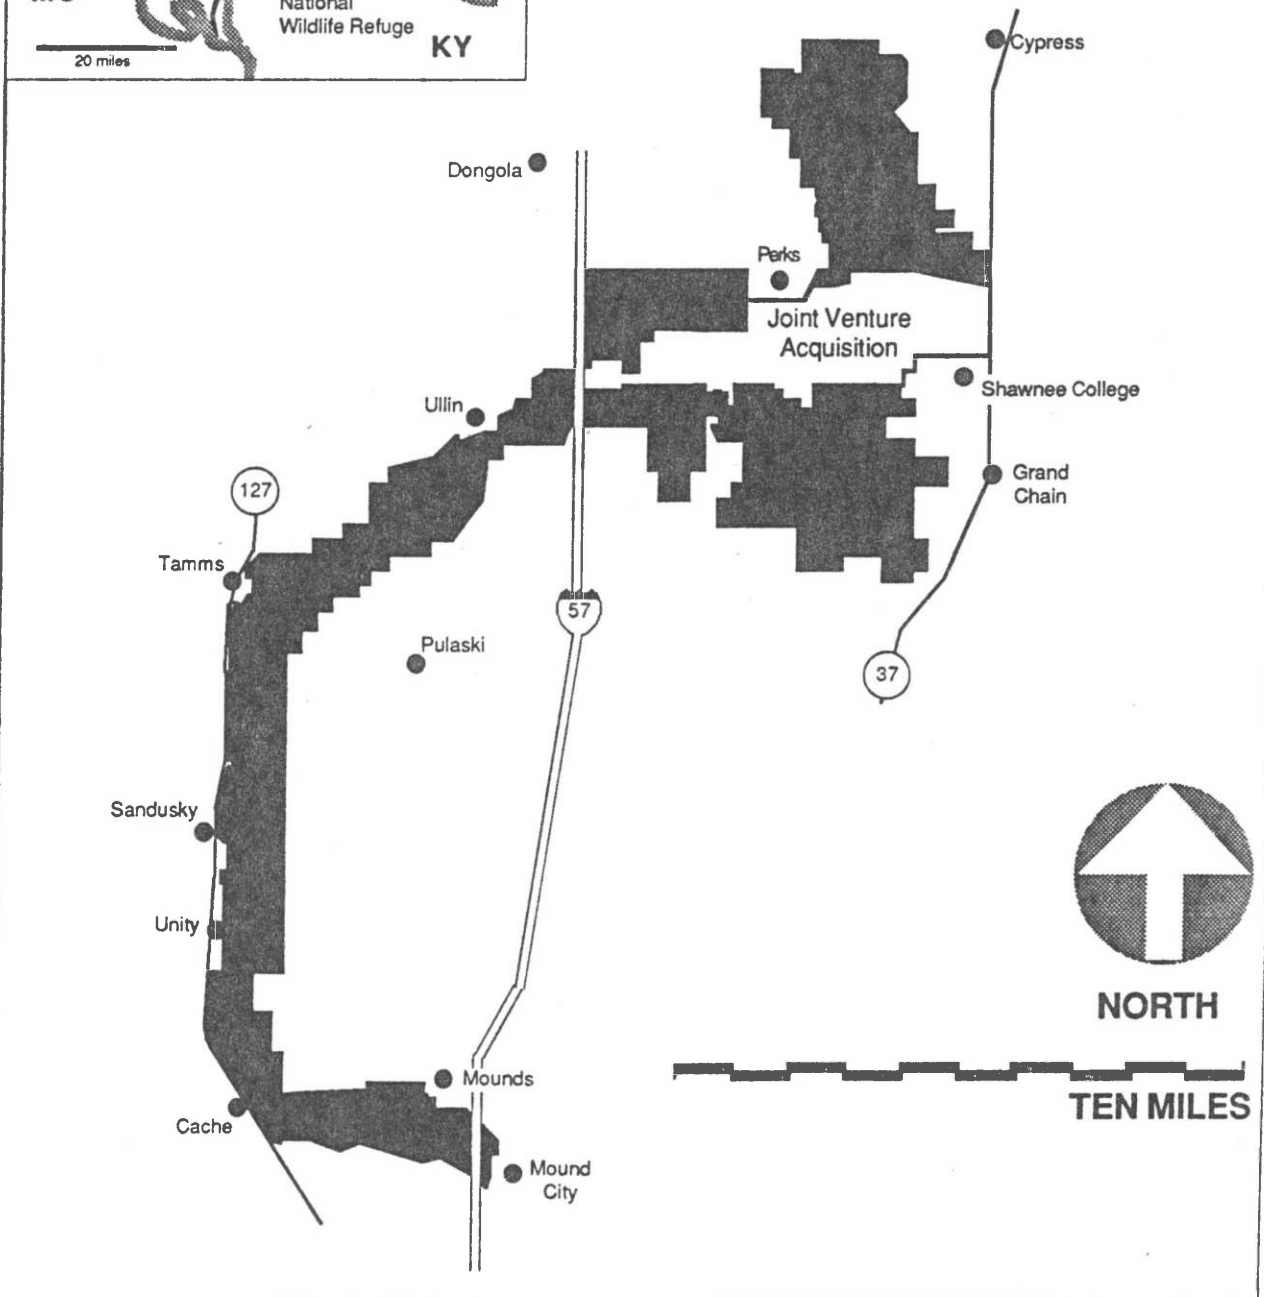 National
Wildlife Refuge
KY
20 miles
Cypress
Dongola
Perks
Joint Venture
Acquisition
Shawnee College
Ullin
Grand
Chain
127
Tamms
57
Pulaski
37
Sandusky
Unity
NORTH
Mounds
TEN MILES
Cache
Mound
City